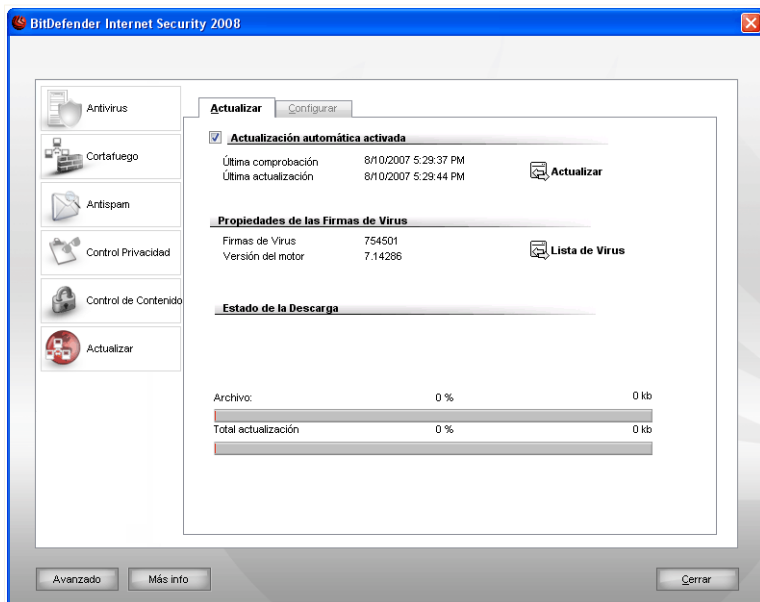 BitDefender Internet Security 2008
Antivirus
Cortafuego
Antispam
Control Privacidad
Control de Contenido
Actualizar
Actualizar Configurar
Actualización automática activada
Última comprobación 8/10/2007 5:29:37 PM
Última actualización 8/10/2007 5:29:44 PM
Actualizar
Propiedades de las Firmas de Virus
Firmas de Virus 754501
Versión del motor 7.14286
Lista de Virus
Estado de la Descarga
Archivo: 0 % 0 kb
Total actualización 0 % 0 kb
Avanzado Más info Cerrar